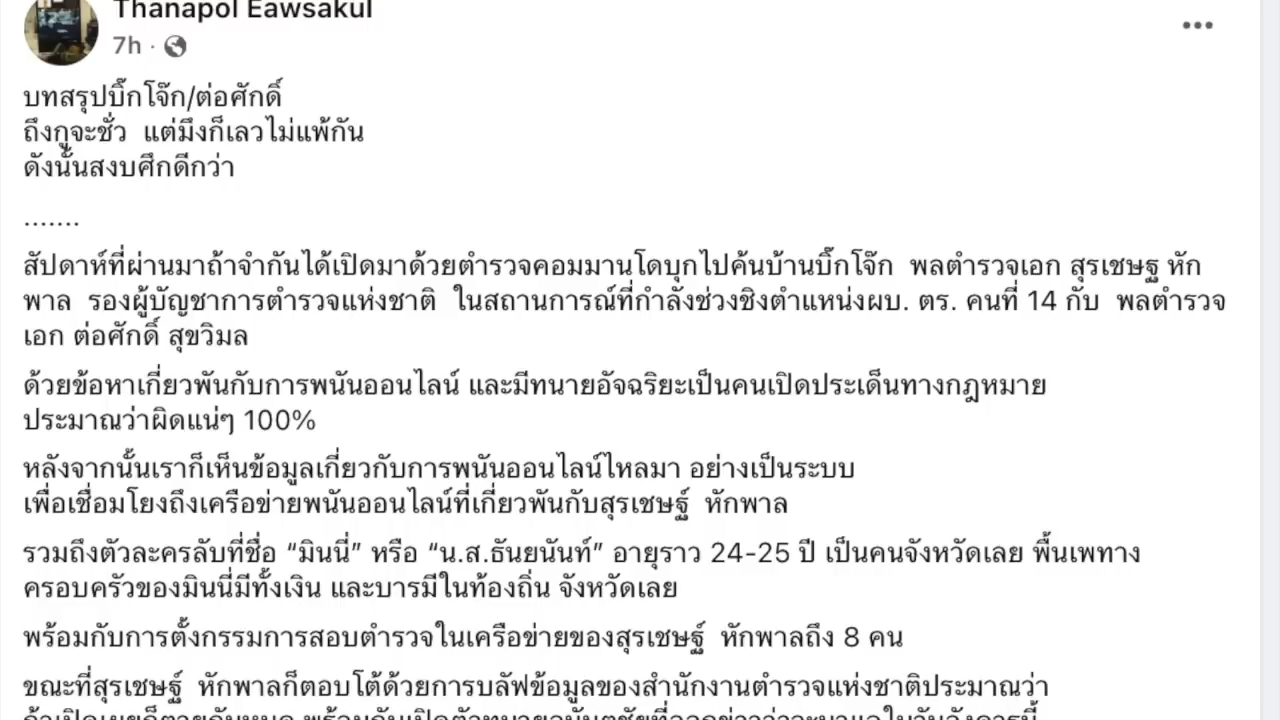 Thanapol Eawsakul
7h ·
บทสรุปบิ๊กโจ๊ก/ต่อศักดิ์
ถึงกูจะชั่ว แต่มึงก็เลวไม่แพ้กัน
ดังนั้นสงบศึกดีกว่า
.......
สัปดาห์ที่ผ่านมาถ้าจำกันได้เปิดมาด้วยตำรวจคอมมานโดบุกไปค้นบ้านบิ๊กโจ๊ก พลตำรวจเอก สุรเชษฐ หัก
พาล รองผู้บัญชาการตำรวจแห่งชาติ ในสถานการณ์ที่กำลังช่วงชิงตำแหน่งผบ. ตร. คนที่ 14 กับ พลตำรวจ
เอก ต่อศักดิ์ สุขวิมล
ด้วยข้อหาเกี่ยวพันกับการพนันออนไลน์ และมีทนายอัจฉริยะเป็นคนเปิดประเด็นทางกฎหมาย
ประมาณว่าผิดแน่ๆ 100%
หลังจากนั้นเราก็เห็นข้อมูลเกี่ยวกับการพนันออนไลน์ไหลมา อย่างเป็นระบบ
เพื่อเชื่อมโยงถึงเครือข่ายพนันออนไลน์ที่เกี่ยวพันกับสุรเชษฐ์ หักพาล
รวมถึงตัวละครลับที่ชื่อ “มินนี่” หรือ “น.ส.ธันยนันท์” อายุราว 24-25 ปี เป็นคนจังหวัดเลย พื้นเพทาง
ครอบครัวของมินนี่มีทั้งเงิน และบารมีในท้องถิ่น จังหวัดเลย
พร้อมกับการตั้งกรรมการสอบตำรวจในเครือข่ายของสุรเชษฐ์ หักพาลถึง 8 คน
ขณะที่สุรเชษฐ์ หักพาลก็ตอบโต้ด้วยการบลัฟข้อมูลของสำนักงานตำรวจแห่งชาติประมาณว่า